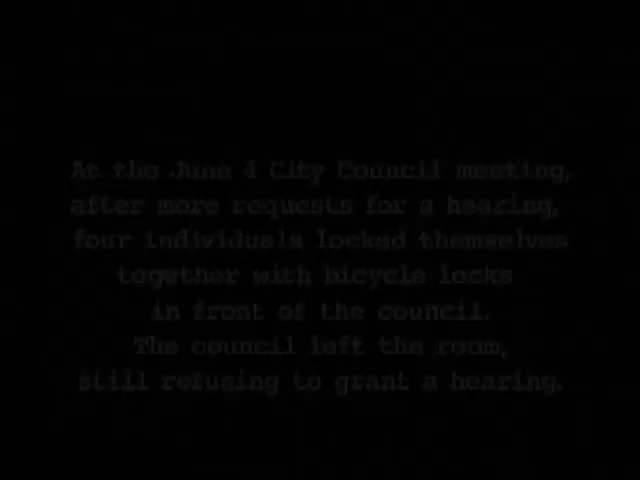 At the June 4 City Council meeting,
after more requests for a hearing,
four individuals locked themselves
together with bicycle locks
in front of the council.
The council left the room,
still refusing to grant a hearing.